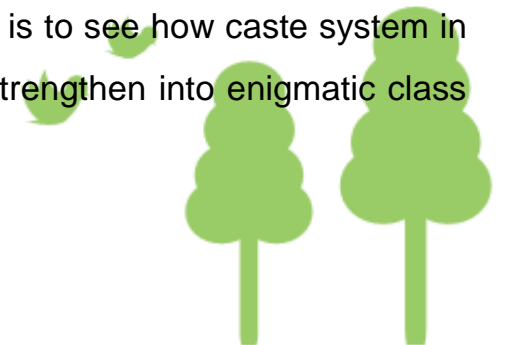 is to see how caste system in
trengthen into enigmatic class